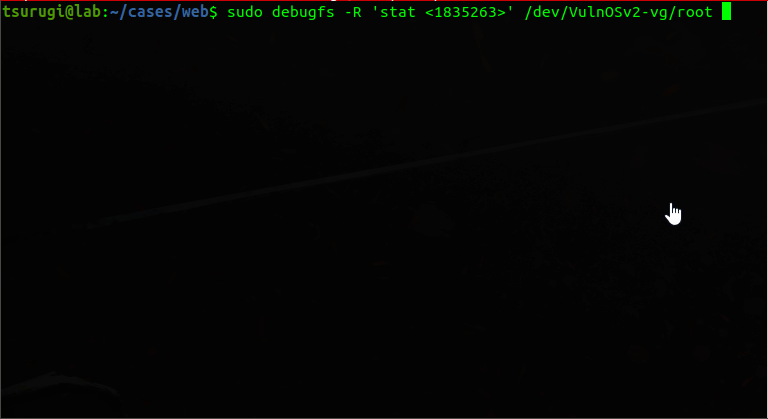 tsurugi@lab:~/cases/web$ sudo debugfs -R 'stat <1835263>' /dev/VulnOSv2-vg/root